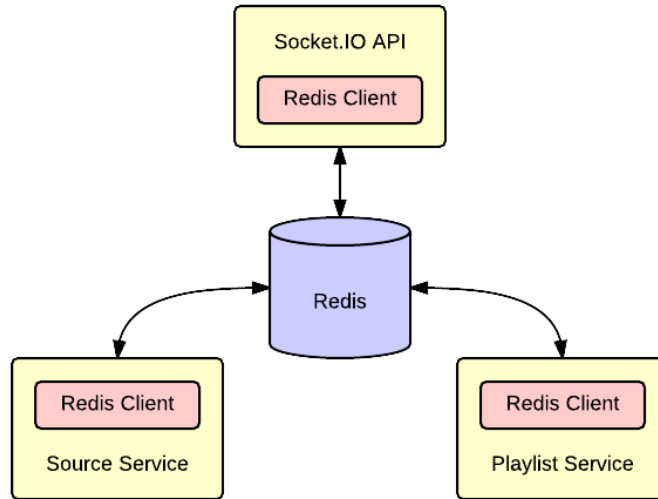 Socket.IO API
Redis Client
Redis
Redis Client
Source Service
Redis Client
Playlist Service